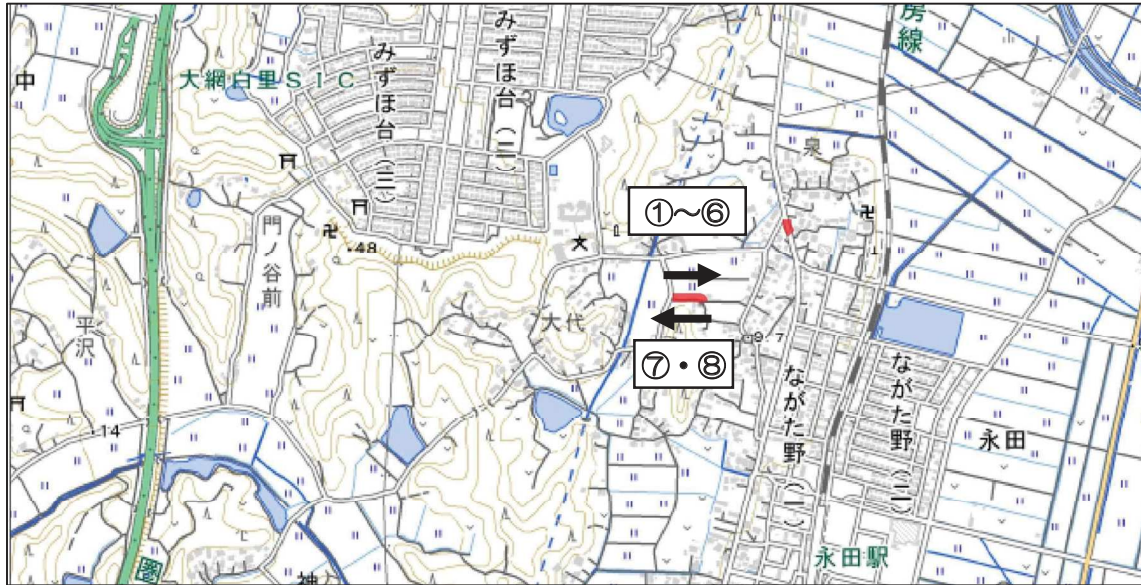 房線
みずほ台(二)
みずほ台(三)
大網白里SIC
中
泉
①～⑥
・48
門ノ谷前
大代
平沢
9・7
⑦・⑧
ながた野(一)
ながた野(二)
永田
・14
永田駅
圏
神